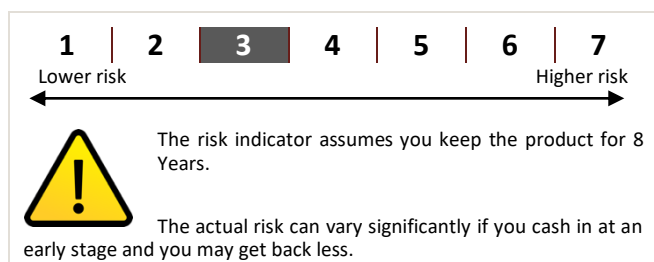 1 2 3 4 5 6 7
Lower risk Higher risk
The risk indicator assumes you keep the product for 8
Years.
The actual risk can vary significantly if you cash in at an
early stage and you may get back less.